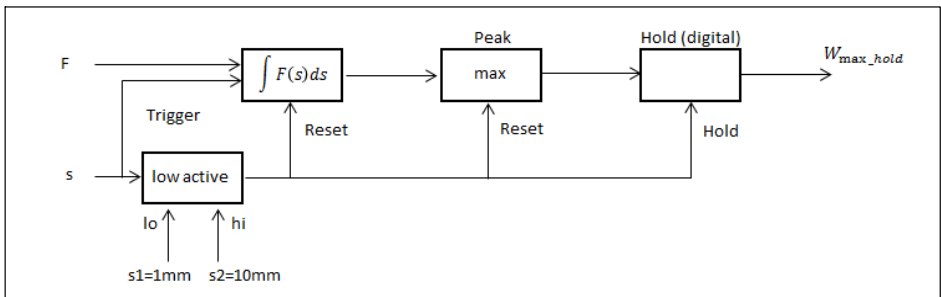 Peak
Hold (digital)
F
∫ F(s)ds
max
W_max_hold
Trigger
Reset
Reset
Hold
s
low active
lo
hi
s1=1mm
s2=10mm